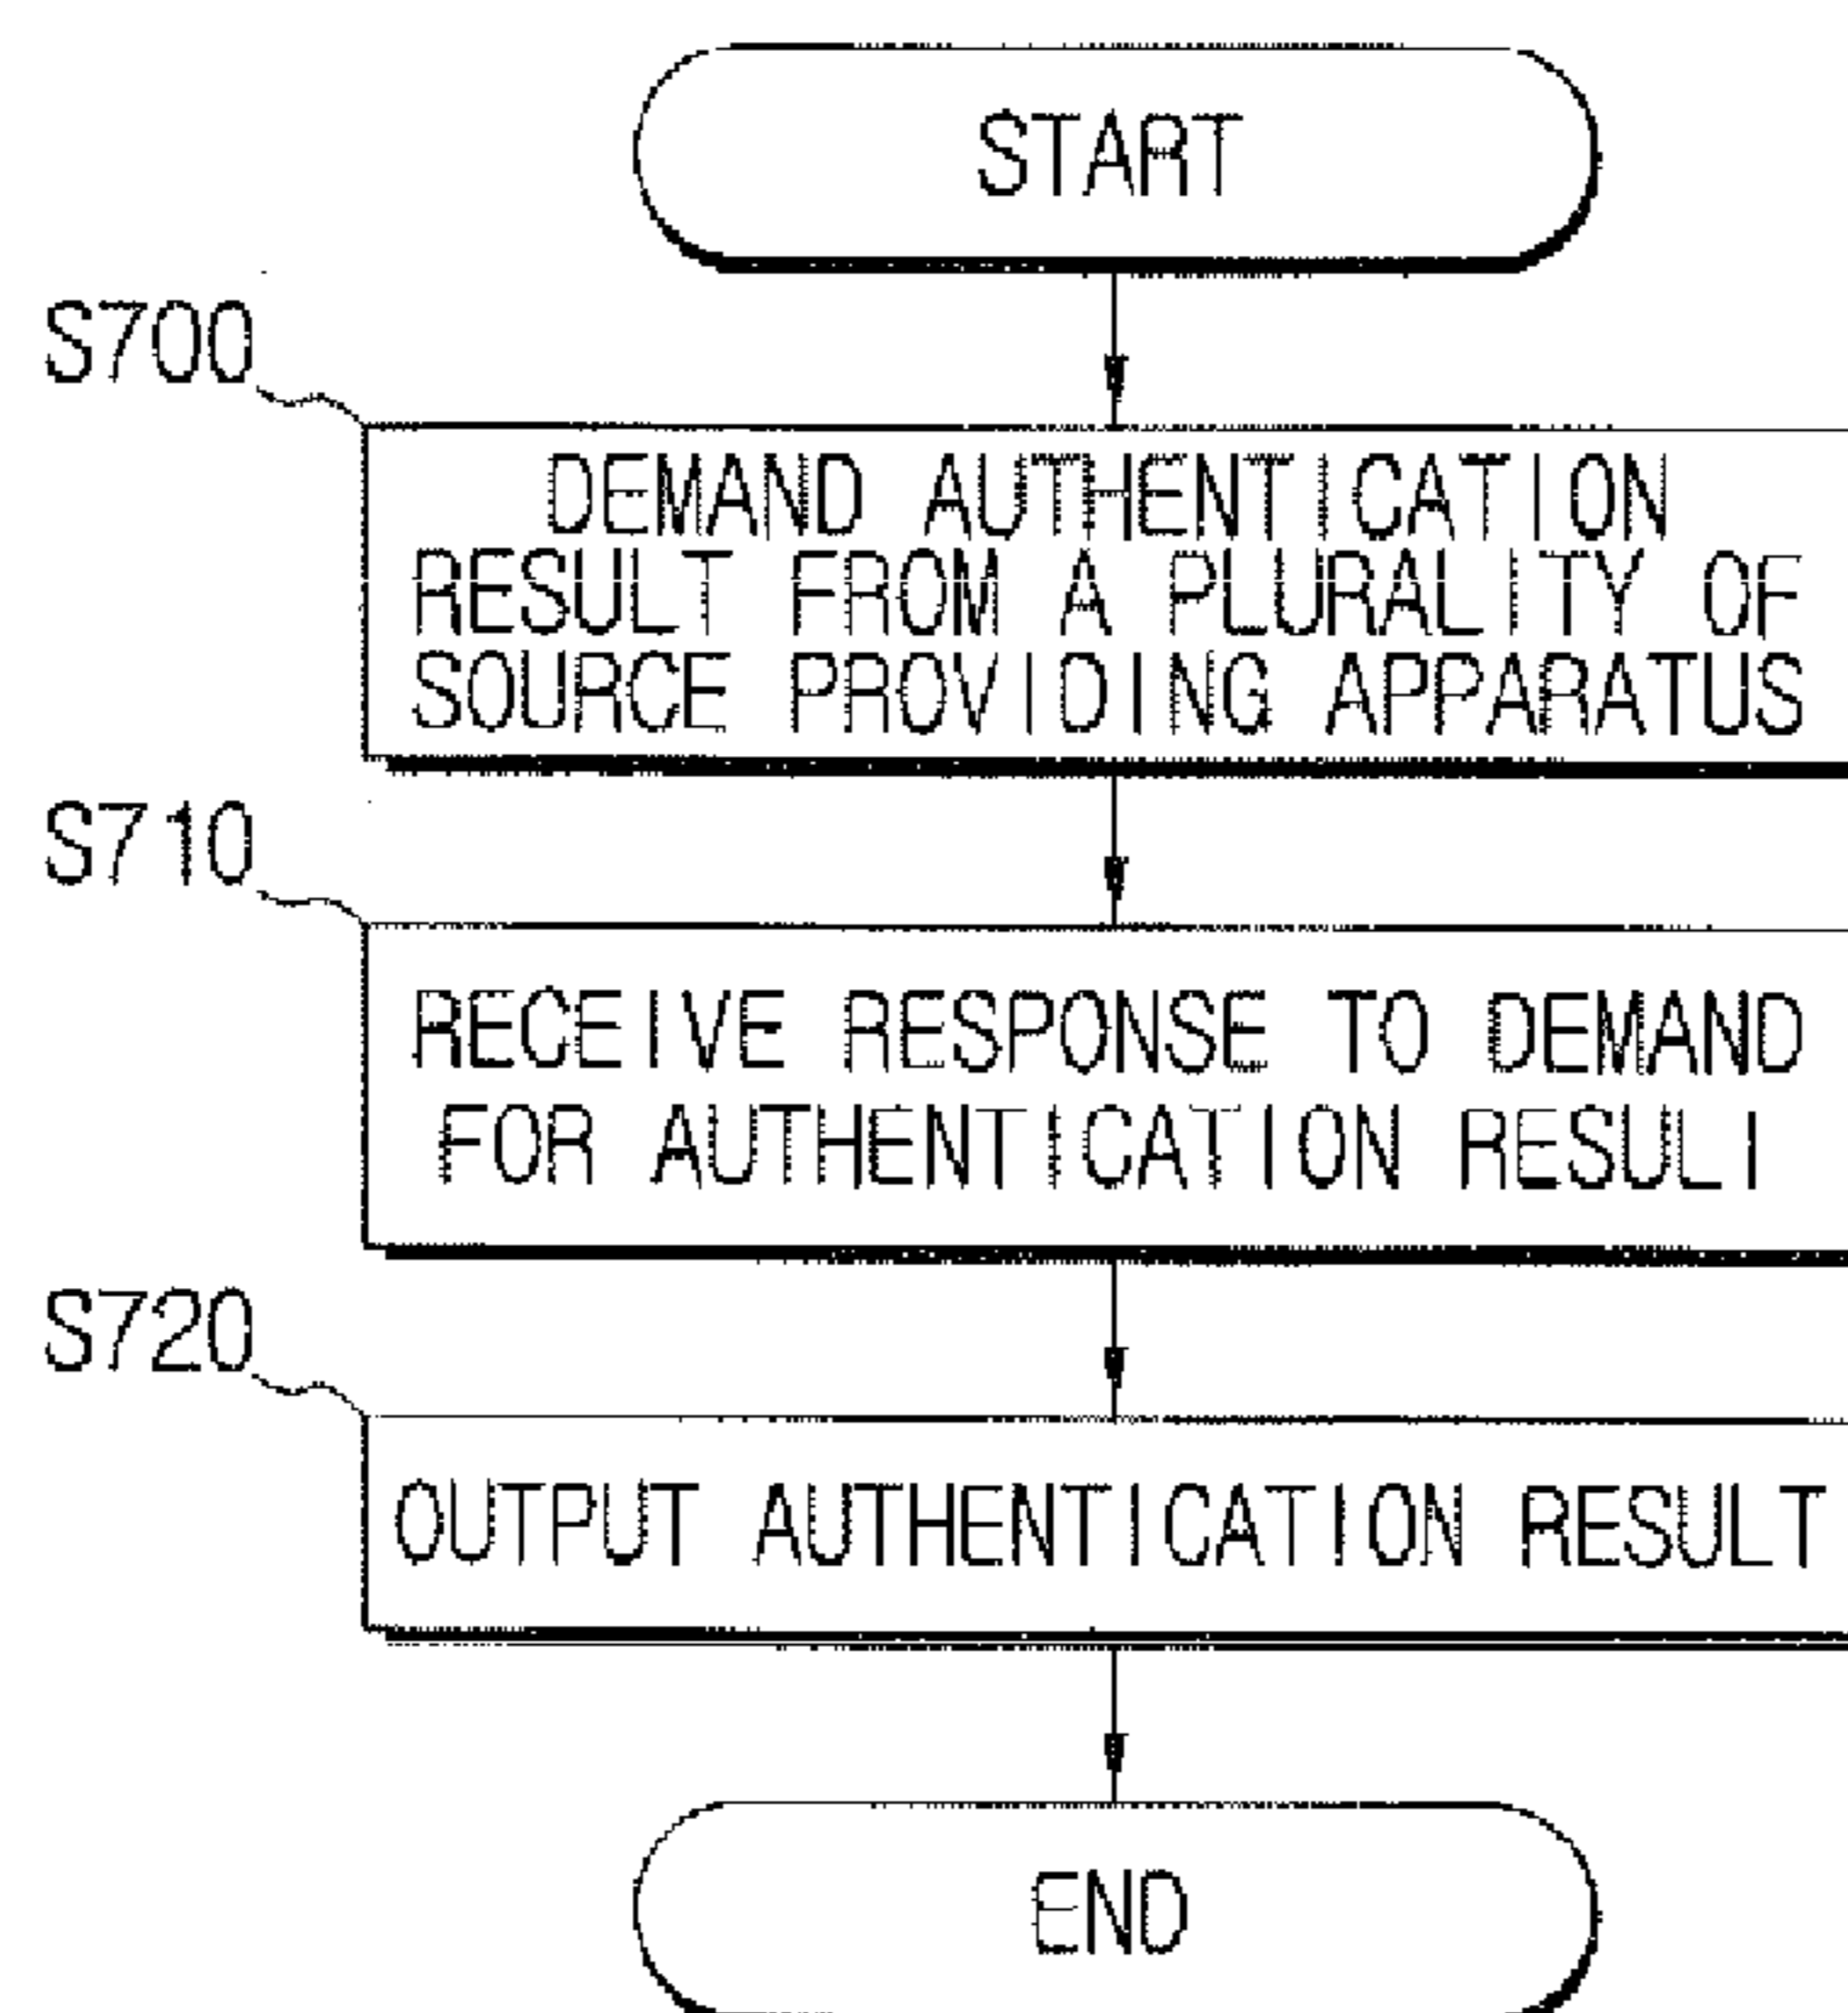 START
S700
DEMAND AUTHENTICATION
RESULT FROM A PLURALITY OF
SOURCE PROVIDING APPARATUS
S710
RECEIVE RESPONSE TO DEMAND
FOR AUTHENTICATION RESULT
S720
OUTPUT AUTHENTICATION RESULT
END